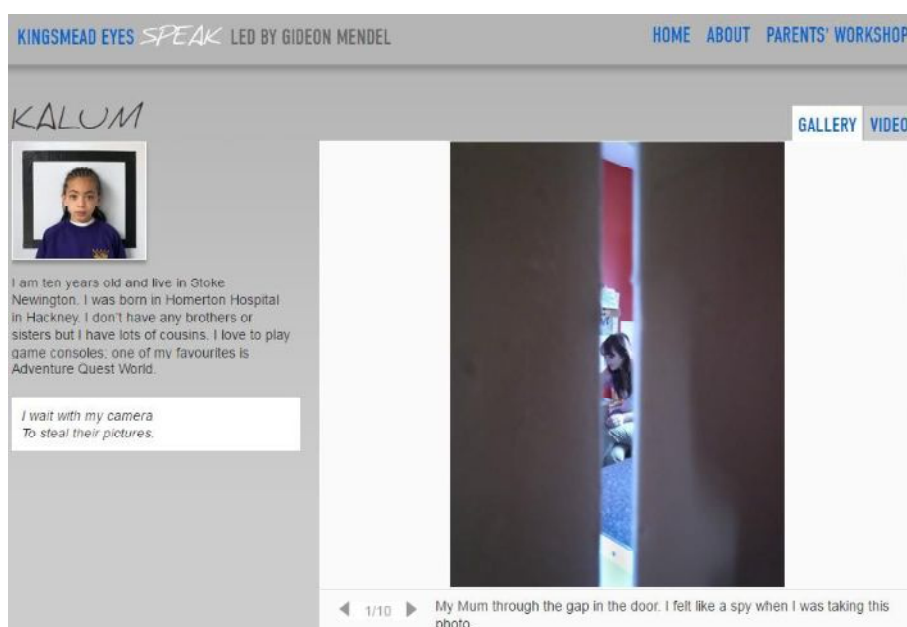 KINGSMEAD EYES SPEAK LED BY GIDEON MENDEL
HOME ABOUT PARENTS' WORKSHOP
KALUM
GALLERY VIDEO
I am ten years old and live in Stoke
Newington. I was born in Homerton Hospital
in Hackney. I don't have any brothers or
sisters but I have lots of cousins. I love to play
game consoles; one of my favourites is
Adventure Quest World.
I wait with my camera
To steal their pictures.
1/10
My Mum through the gap in the door. I felt like a spy when I was taking this
photo